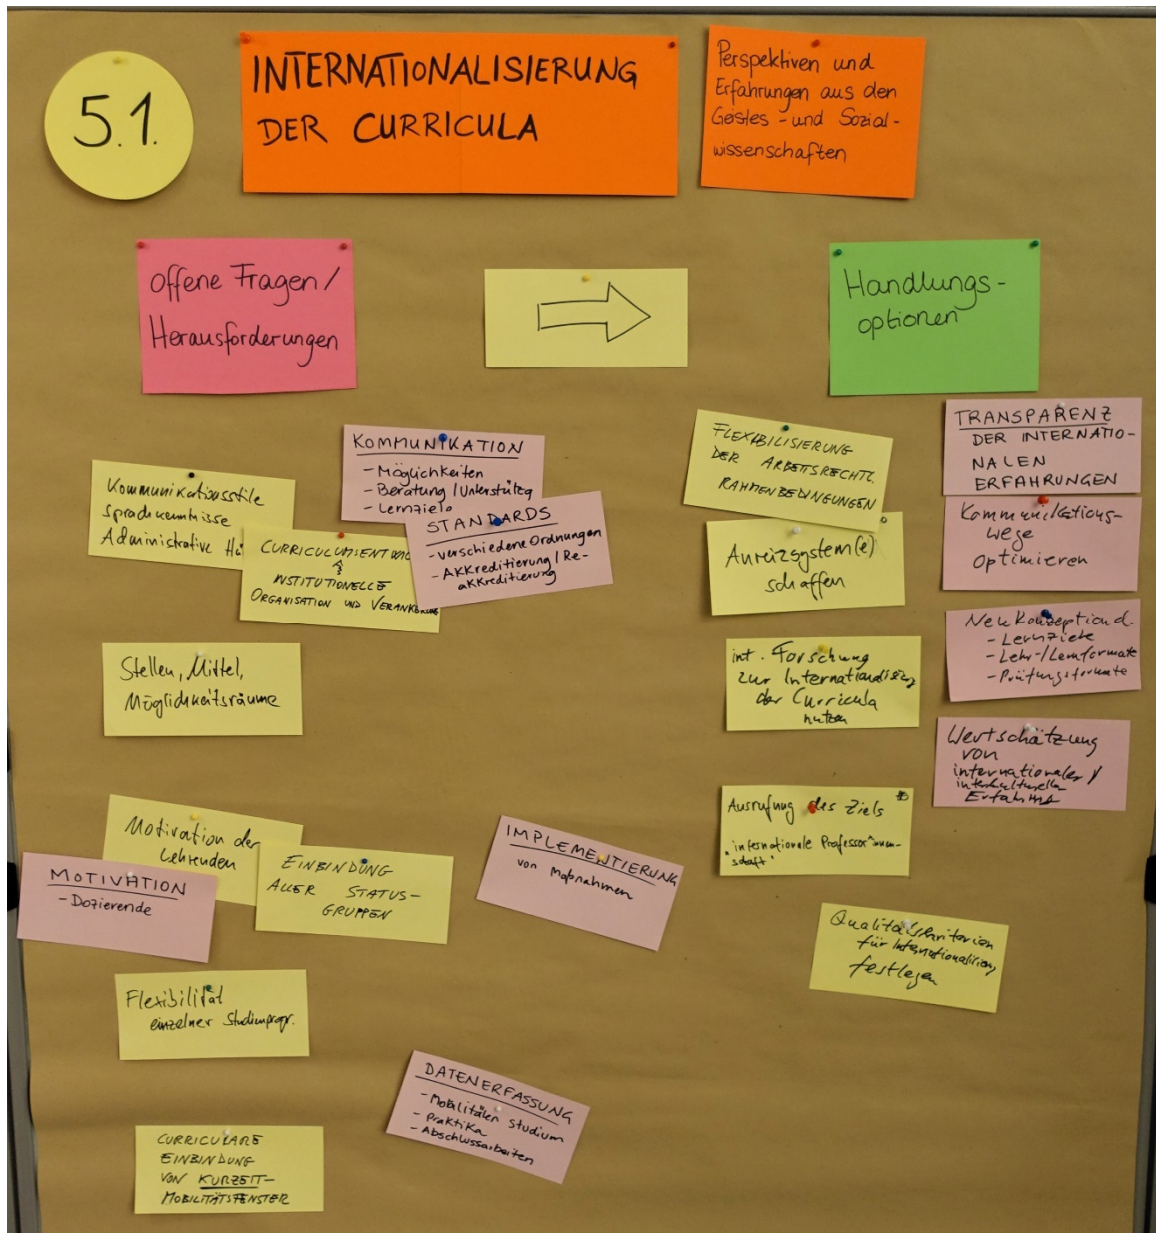 5.1.
INTERNATIONALISIERUNG
DER CURRICULA
Perspektiven und
Erfahrungen aus den
Geistes- und Sozial-
wissenschaften
offene Fragen/
Herausforderungen
Handlungs-
optionen
Kommunikationsstile
Sprachkenntnisse
Administrative
KOMMUNIKATION
- Möglichkeiten
- Beratung/Unterstützg
- Lernziele
CURRICULUMSENTWIC
INSTITUTIONELLE
ORGANISATION UND VERANKERUNG
STANDARDS
- verschiedene Ordnungen
- Akkreditierung/Re-
akkreditierung
Stellen, Mittel,
Möglichkeitsräume
Motivation der
Lehrenden
MOTIVATION
- Dozierende
EINBINDUNG
ALLER STATUS-
GRUPPEN
Flexibilität
einzelner Studienprogr.
CURRICULARE
EINBINDUNG
VON KURZEIT-
MOBILITÄTSFENSTER
IMPLEMENTIERUNG
von Maßnahmen
DATENERFASSUNG
- Mobilitäten Studium
- Praktika
- Abschlussarbeiten
FLEXIBILISIERUNG
DER ARBEITSRECHTL.
RAHMENBEDINGUNGEN
Anreizsystem(e)
schaffen
int. Forschung
zur Internationalisierg
der Curricula
nutzen
Ausrufung des Ziels
"internationale Professor*innen-
schaft"
Qualitätskriterien
für Internationalisierg
festlegen
TRANSPARENZ
DER INTERNATIO-
NALEN
ERFAHRUNGEN
Kommunikations-
wege
optimieren
Neukonzeption d.
- Lernziele
- Lehr-/Lernformate
- Prüfungsformate
Wertschätzung
von
internationaler/
interkultureller
Erfahrung